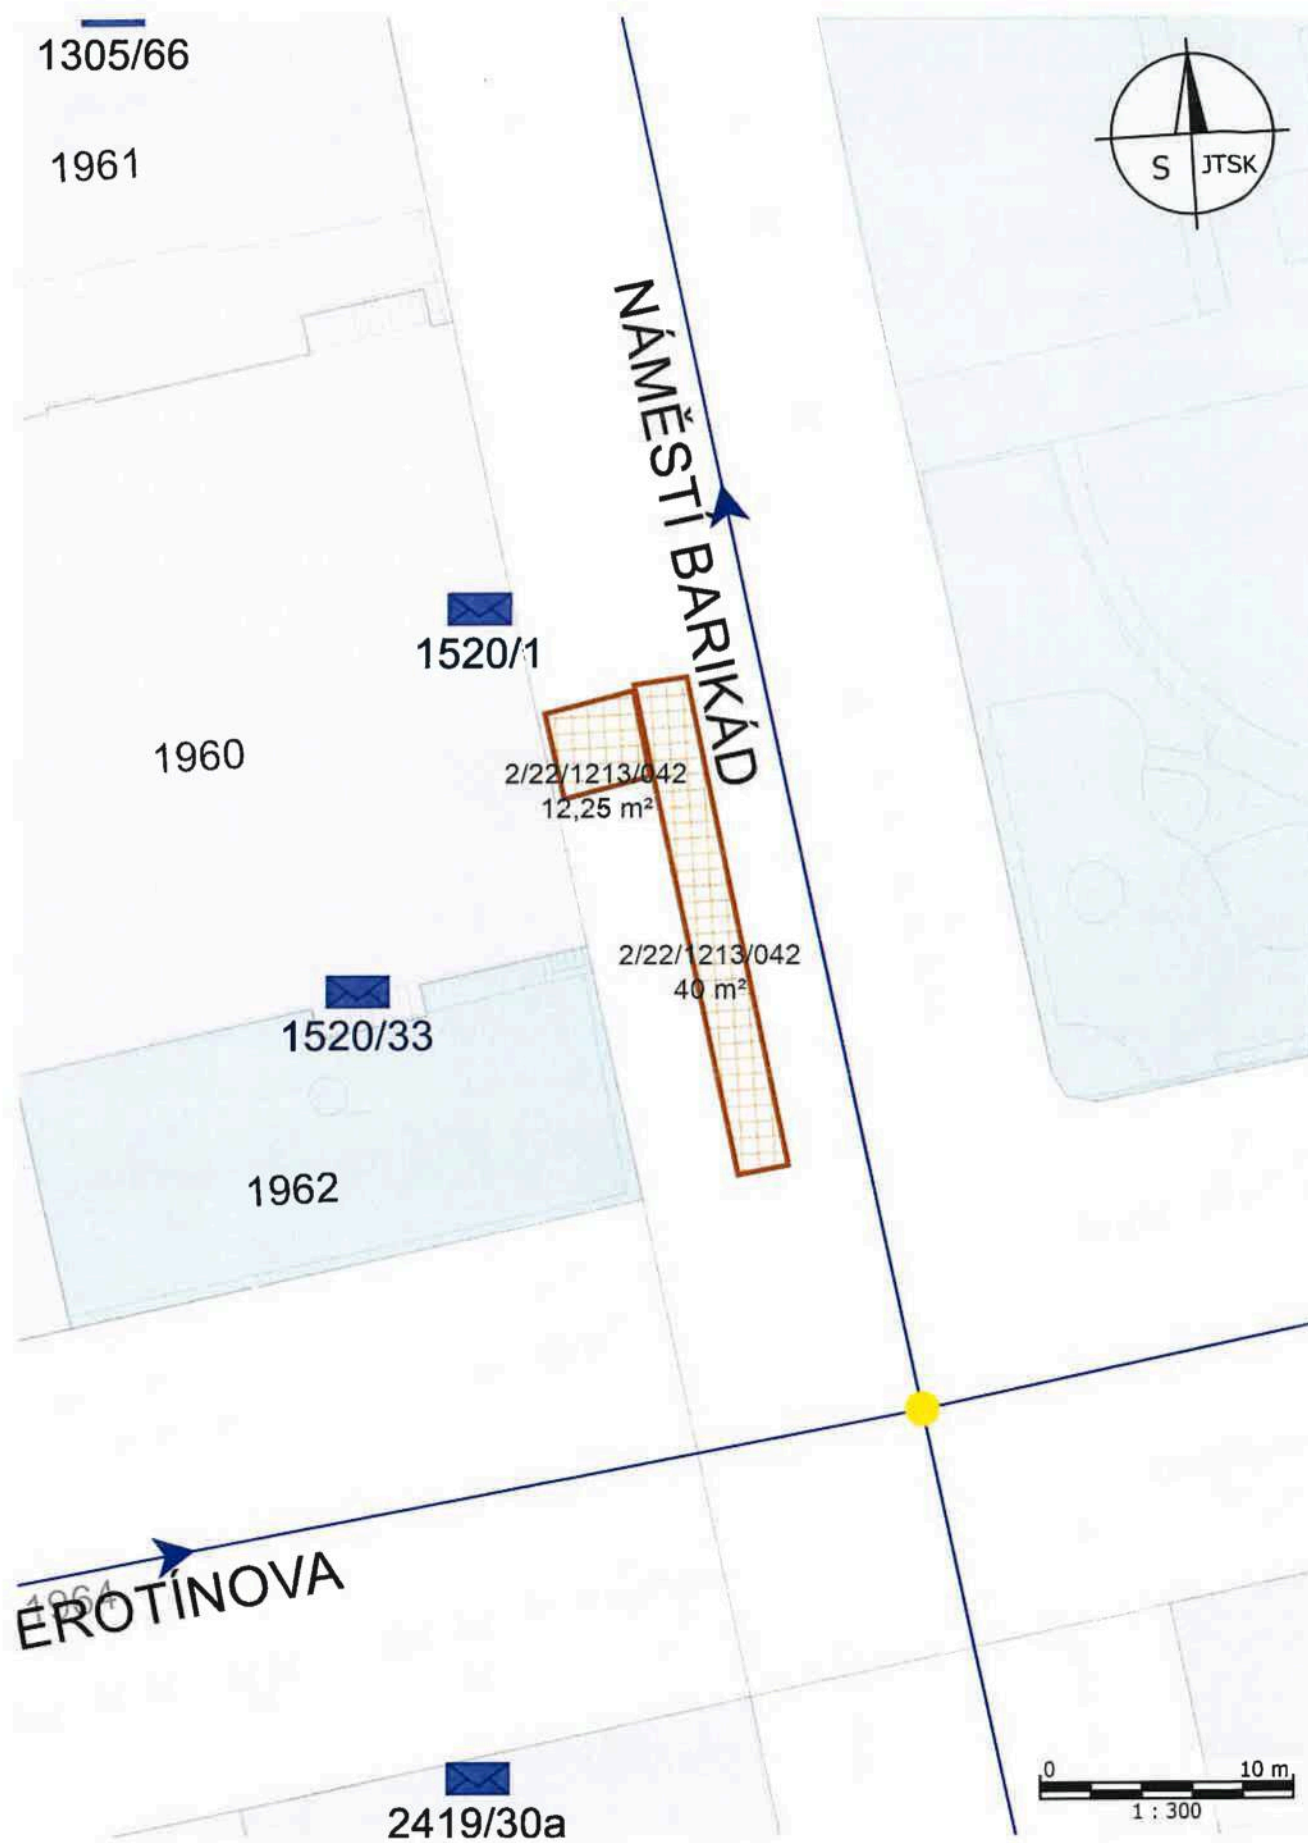 1305/66
1961
S
JTSK
NÁMĚSTÍ BARIKÁD
1520/1
1960
2/22/1213/042
12,25 m²
2/22/1213/042
40 m²
1520/33
1962
1964
EROTÍNOVA
0
10 m
1 : 300
2419/30a